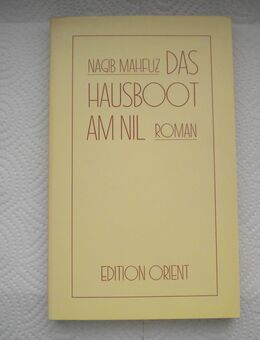 NAGIB MAHFUZ DAS
HAUSBOOT
AM NIL ROMAN
EDITION ORIENT